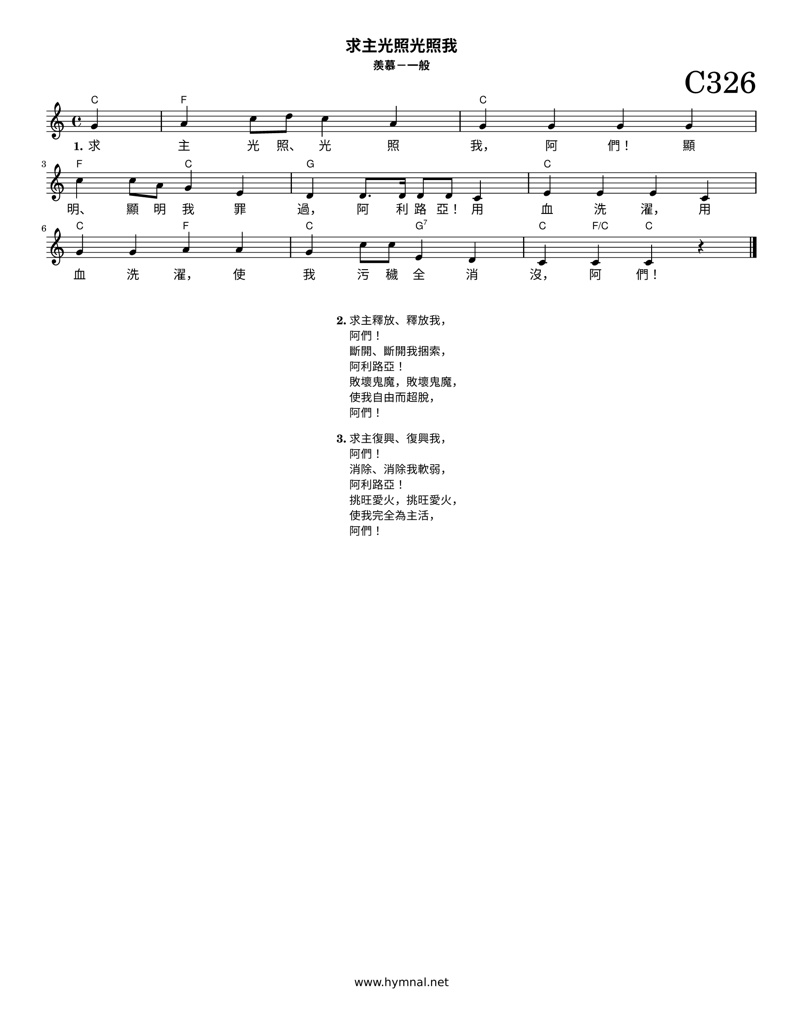 求主光照光照我
羨慕－一般
C326
C F C
1. 求 主 光 照、 光 照 我， 阿 們！ 顯
3 F C G C
明、 顯 明 我 罪 過， 阿 利 路 亞！ 用 血 洗 濯， 用
6 C F C G7 C F/C C
血 洗 濯， 使 我 污 穢 全 消 沒， 阿 們！
2. 求主釋放、釋放我，
阿們！
斷開、斷開我捆索，
阿利路亞！
敗壞鬼魔，敗壞鬼魔，
使我自由而超脫，
阿們！
3. 求主復興、復興我，
阿們！
消除、消除我軟弱，
阿利路亞！
挑旺愛火，挑旺愛火，
使我完全為主活，
阿們！
www.hymnal.net